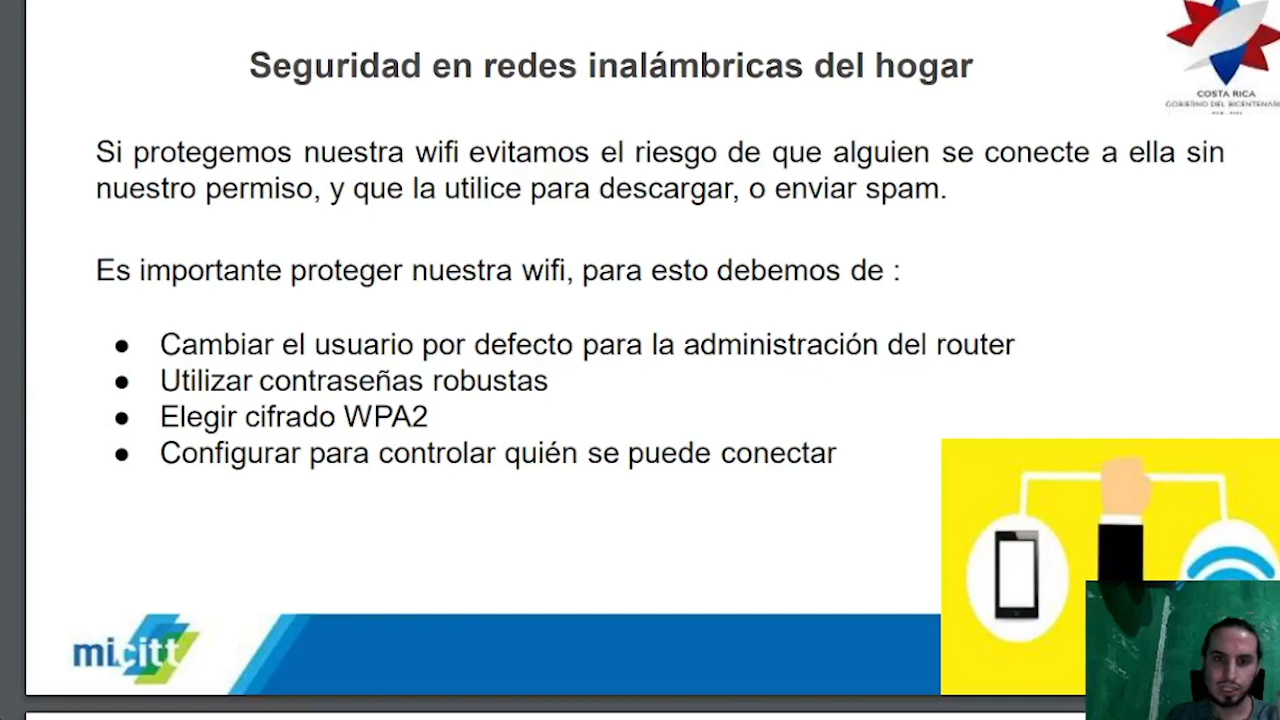 Seguridad en redes inalámbricas del hogar
COSTA RICA
GOBIERNO DEL BICENTENARIO
Si protegemos nuestra wifi evitamos el riesgo de que alguien se conecte a ella sin
nuestro permiso, y que la utilice para descargar, o enviar spam.
Es importante proteger nuestra wifi, para esto debemos de :
● Cambiar el usuario por defecto para la administración del router
● Utilizar contraseñas robustas
● Elegir cifrado WPA2
● Configurar para controlar quién se puede conectar
micitt